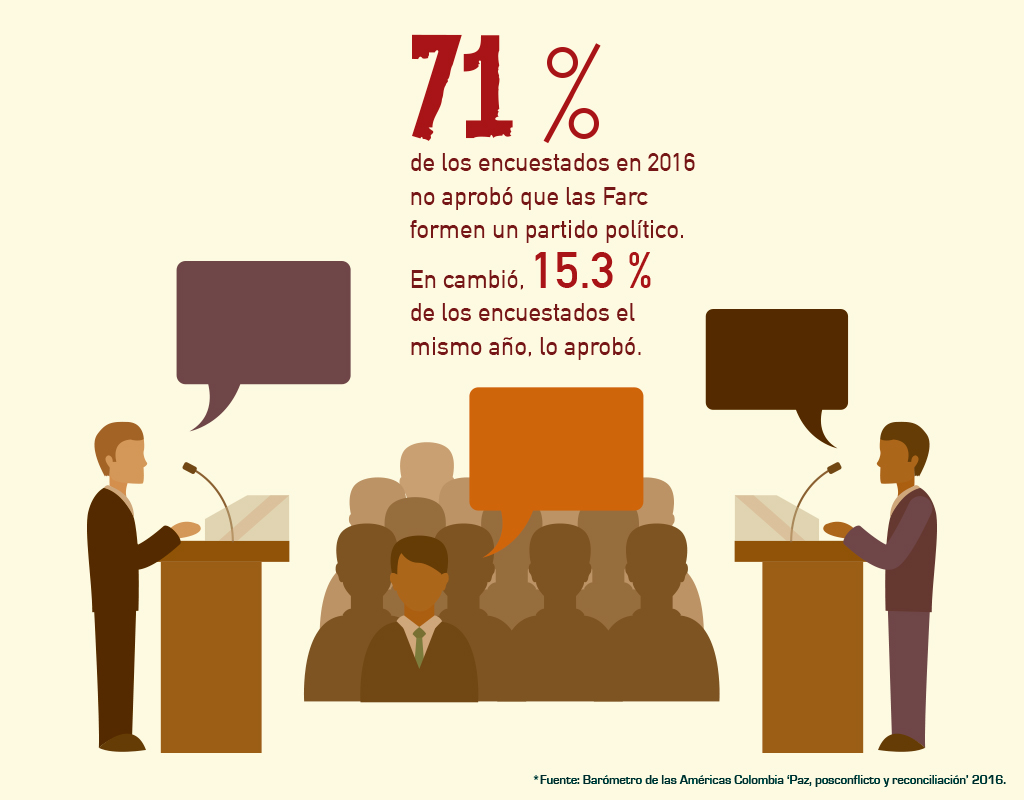 71 %
de los encuestados en 2016
no aprobó que las Farc
formen un partido político.
En cambió, 15.3 %
de los encuestados el
mismo año, lo aprobó.
*Fuente: Barómetro de las Américas Colombia ‘Paz, posconflicto y reconciliación’ 2016.